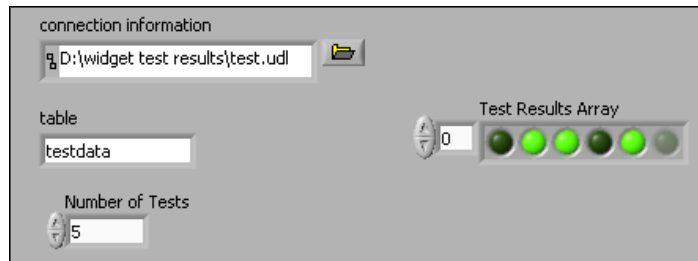 connection information
D:\widget test results\test.udl
table
testdata
Test Results Array
0
Number of Tests
5